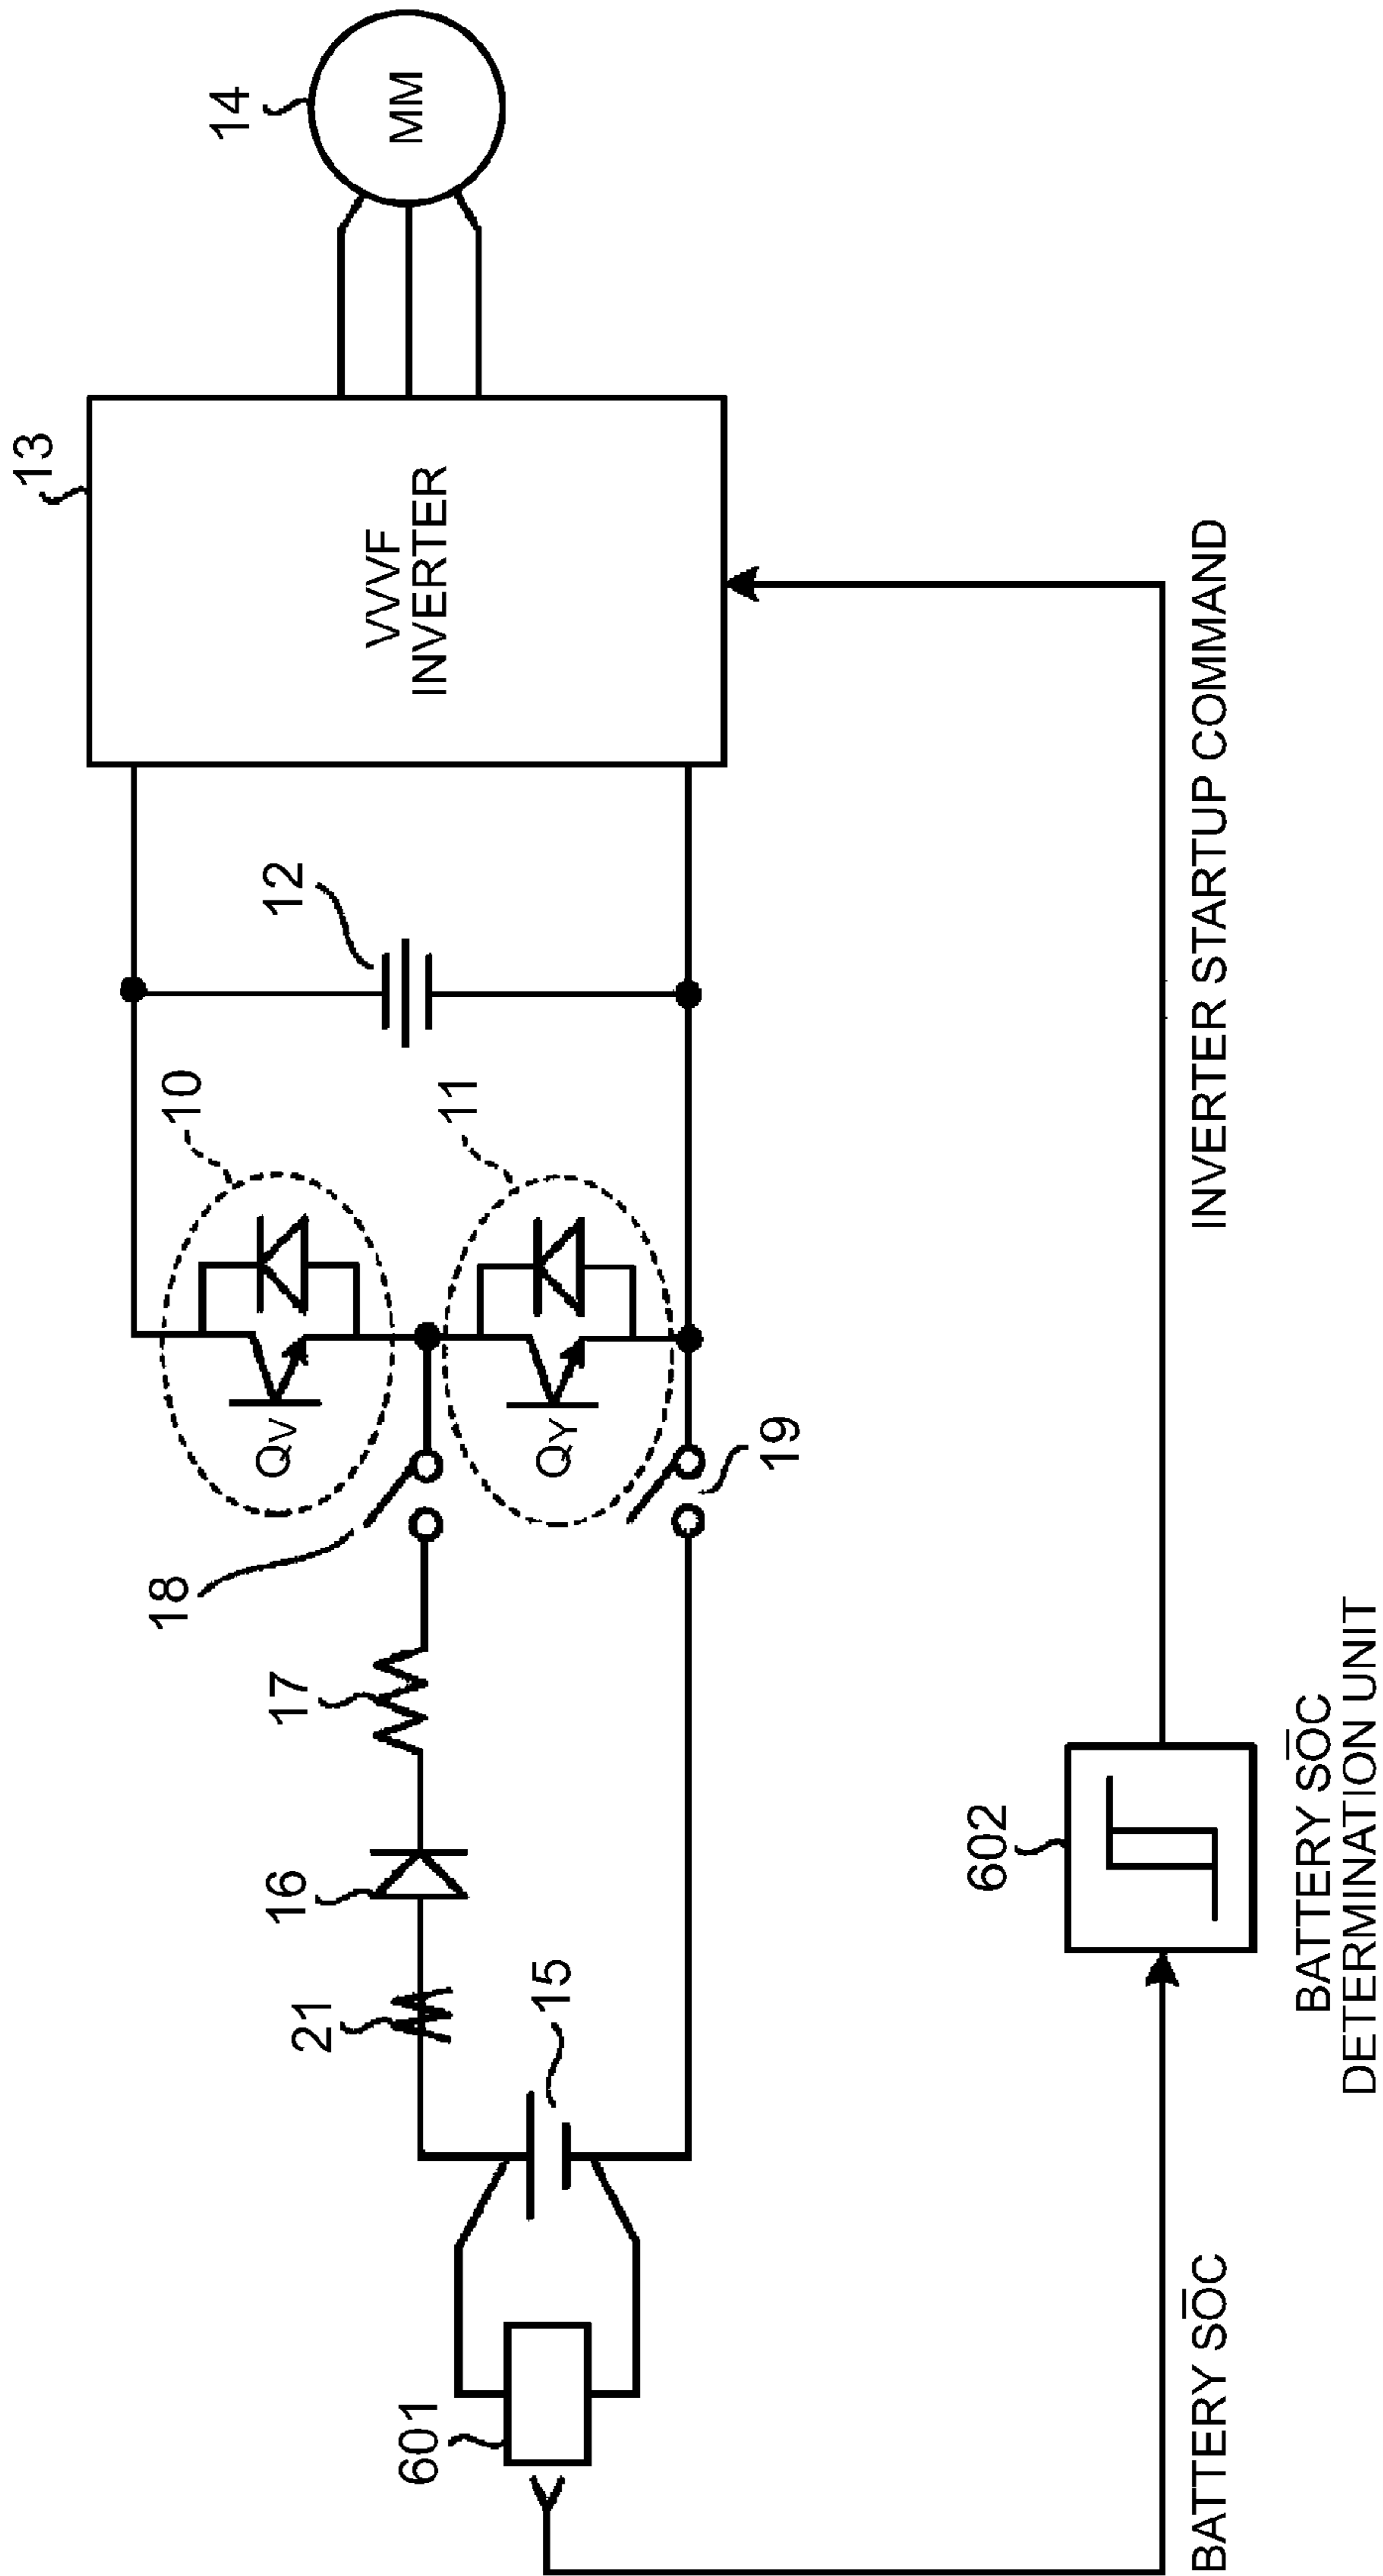 14
MM
13
VVVF
INVERTER
12
10
11
QV
QY
18
19
17
16
21
15
601
602
INVERTER STARTUP COMMAND
BATTERY SOC
DETERMINATION UNIT
BATTERY SOC